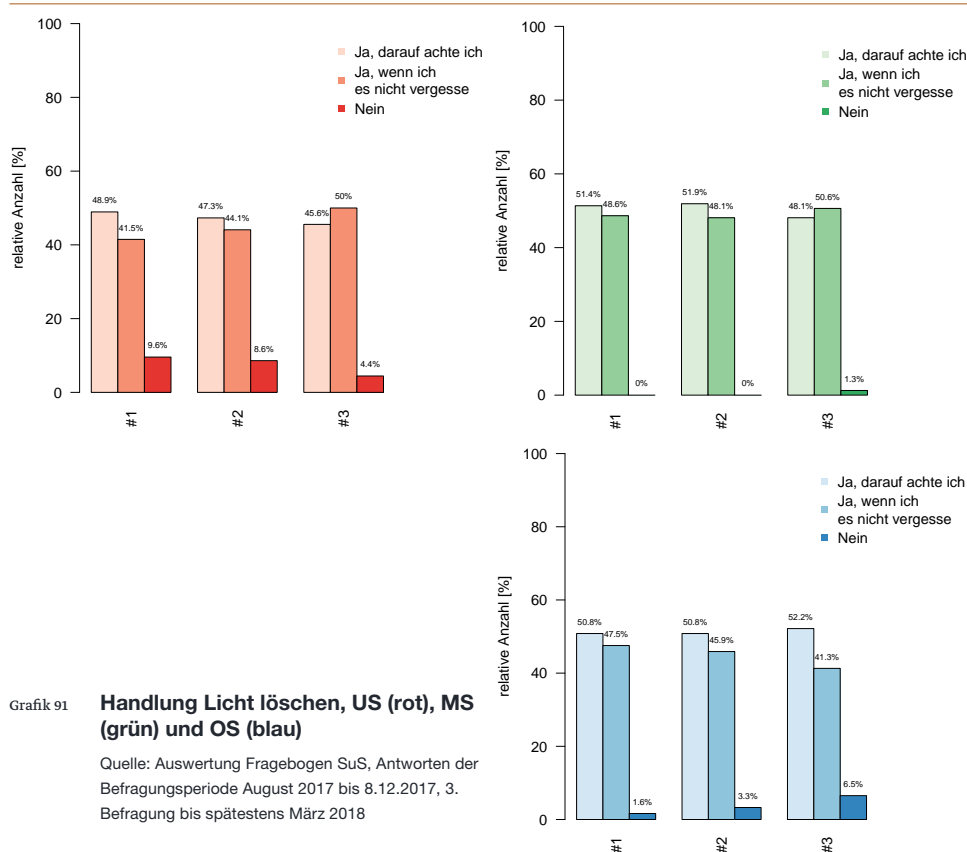 relative Anzahl [%]
100
80
60
40
20
0
Ja, darauf achte ich
Ja, wenn ich
es nicht vergesse
Nein
48.9%
41.5%
9.6%
47.3%
44.1%
8.6%
45.6%
50%
4.4%
#1
#2
#3
relative Anzahl [%]
100
80
60
40
20
0
Ja, darauf achte ich
Ja, wenn ich
es nicht vergesse
Nein
51.4%
48.6%
0%
51.9%
48.1%
0%
48.1%
50.6%
1.3%
#1
#2
#3
relative Anzahl [%]
100
80
60
40
20
0
Ja, darauf achte ich
Ja, wenn ich
es nicht vergesse
Nein
50.8%
47.5%
1.6%
50.8%
45.9%
3.3%
52.2%
41.3%
6.5%
#1
#2
#3
Grafik 91
Handlung Licht löschen, US (rot), MS
(grün) und OS (blau)
Quelle: Auswertung Fragebogen SuS, Antworten der
Befragungsperiode August 2017 bis 8.12.2017, 3.
Befragung bis spätestens März 2018